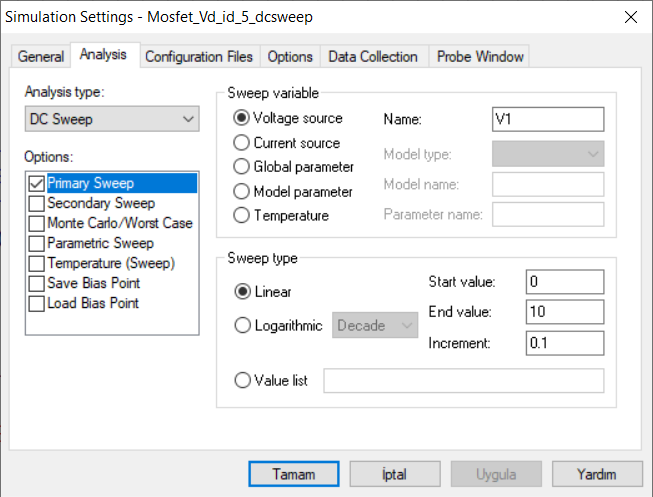 Simulation Settings - Mosfet_Vd_id_5_dcsweep
General Analysis Configuration Files Options Data Collection Probe Window
Analysis type:
DC Sweep
Options:
Primary Sweep
Secondary Sweep
Monte Carlo/Worst Case
Parametric Sweep
Temperature (Sweep)
Save Bias Point
Load Bias Point
Sweep variable
Voltage source
Current source
Global parameter
Model parameter
Temperature
Name: V1
Model type:
Model name:
Parameter name:
Sweep type
Linear
Logarithmic Decade
Value list
Start value: 0
End value: 10
Increment: 0.1
Tamam İptal Uygula Yardım